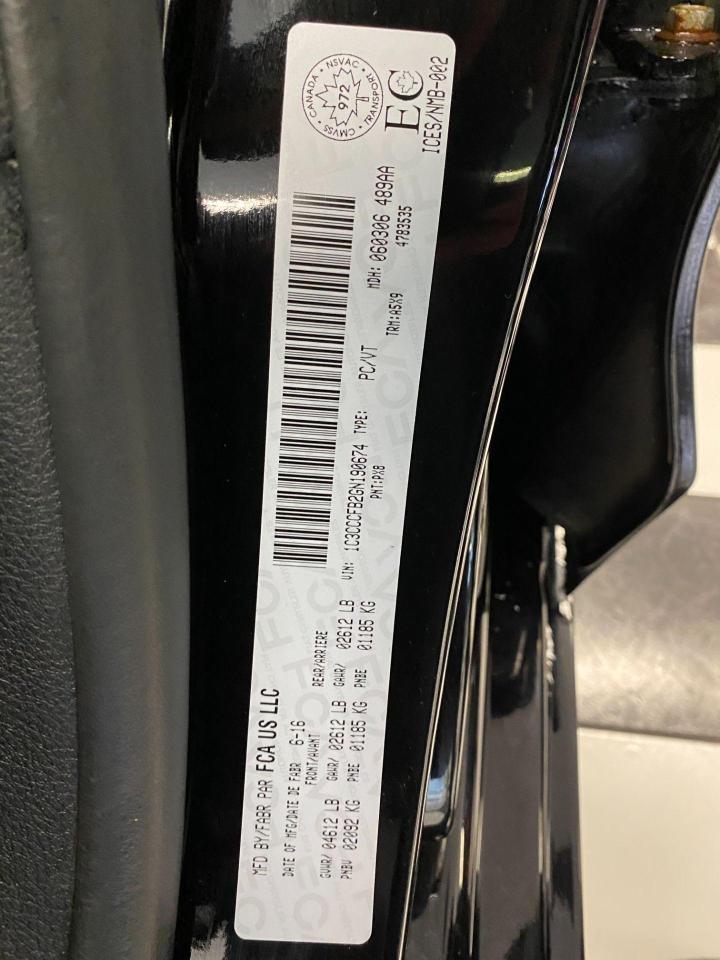 MFD BY/FABR PAR FCA US LLC
DATE OF MFG/DATE DE FABR 6-16
FRONT/AVANT REAR/ARRIERE
GVWR/ 04612 LB GAWR/ 02612 LB GAWR/ 02612 LB
PNBV 02092 KG PNBE 01185 KG PNBE 01185 KG
VIN: 1C3CCCFB2GN190674 TYPE: PC/VT MDH: 060306 489AA
PNT:PX8 TRM:A5X9 4783535
CANADA • NSVAC • TRANSPORT • CMVSS •
972
EC
ICES/NMB-002